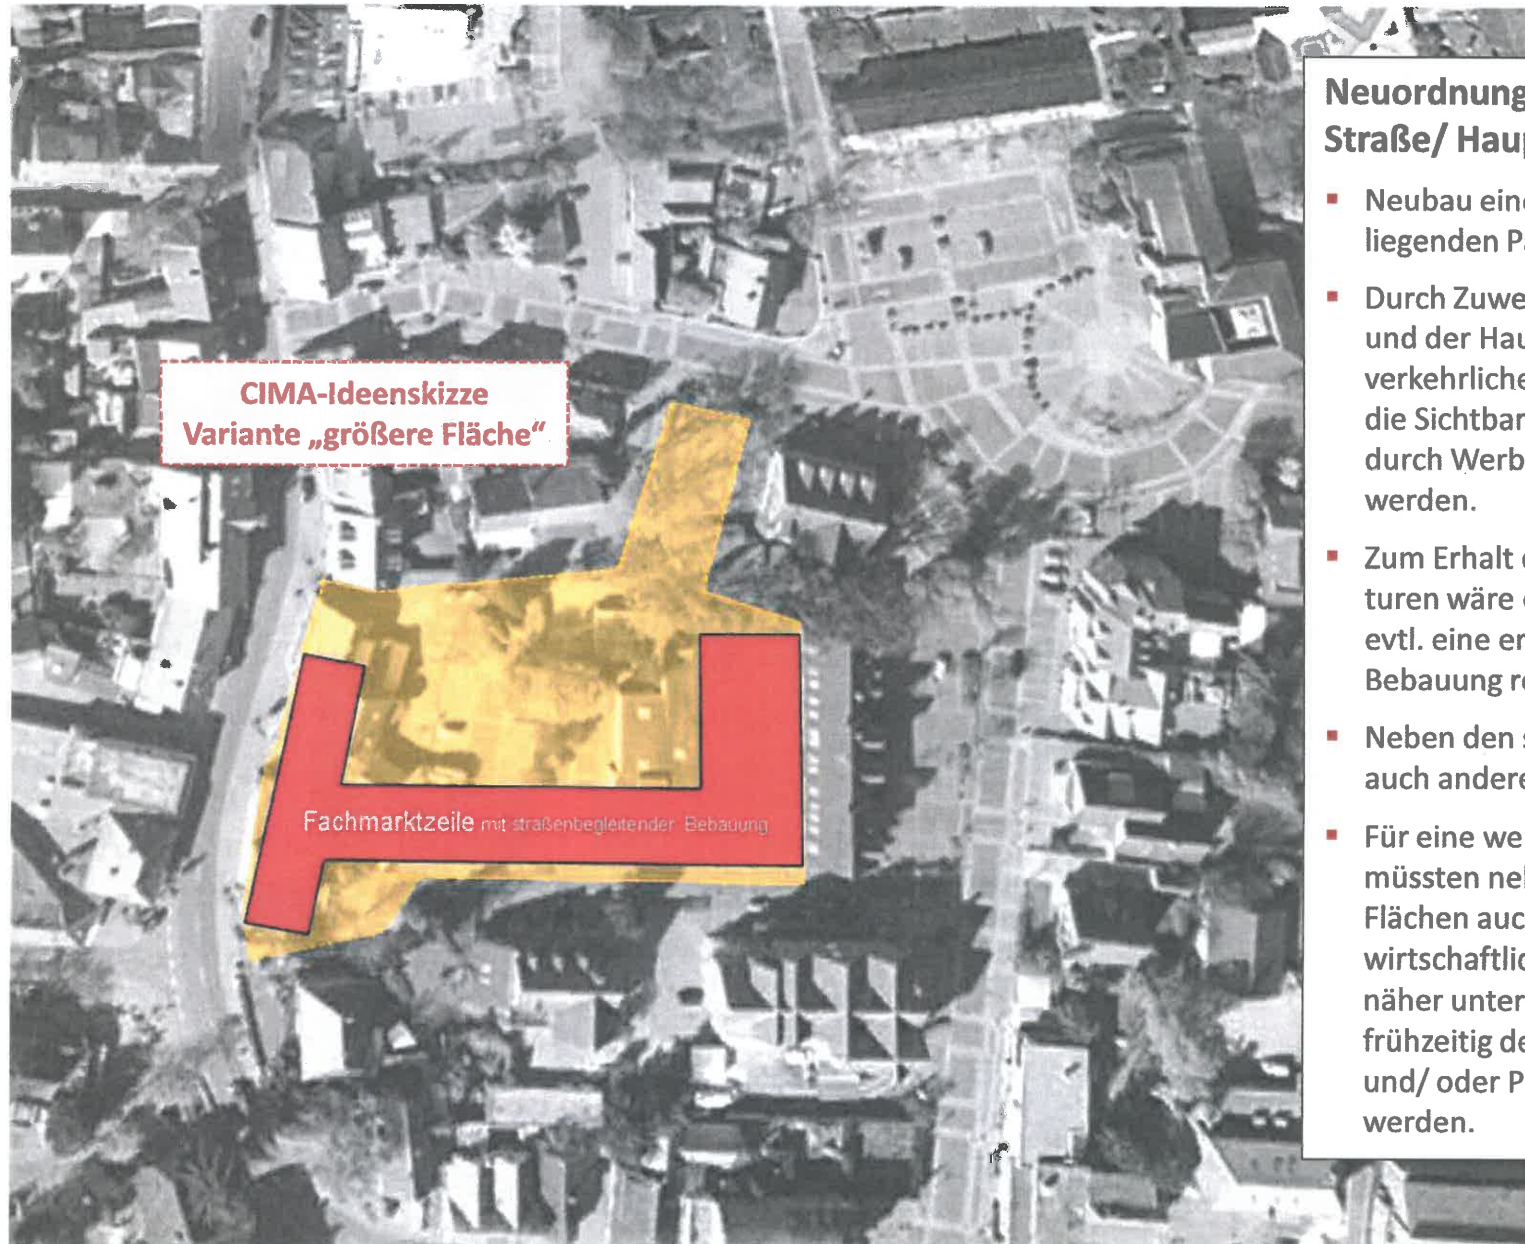 CIMA-Ideenskizze
Variante „größere Fläche“
Fachmarktzeile mit straßenbegleitender Bebauung
Neuordnung
Straße/ Hau
Neubau ein
liegenden P
Durch Zuwe
und der Hau
verkehrliche
die Sichtbar
durch Werb
werden.
Zum Erhalt
turen wäre
evtl. eine er
Bebauung re
Neben den s
auch andere
Für eine we
müssten ne
Flächen auc
wirtschaftlic
näher unter
frühzeitig de
und/ oder P
werden.